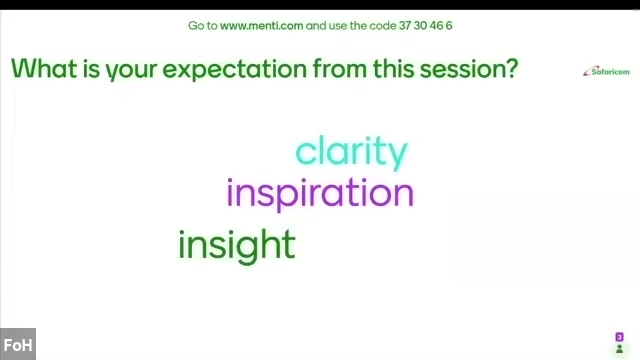 Go to www.menti.com and use the code 37 30 46 6
What is your expectation from this session?
Safaricom
clarity
inspiration
insight
3
FoH